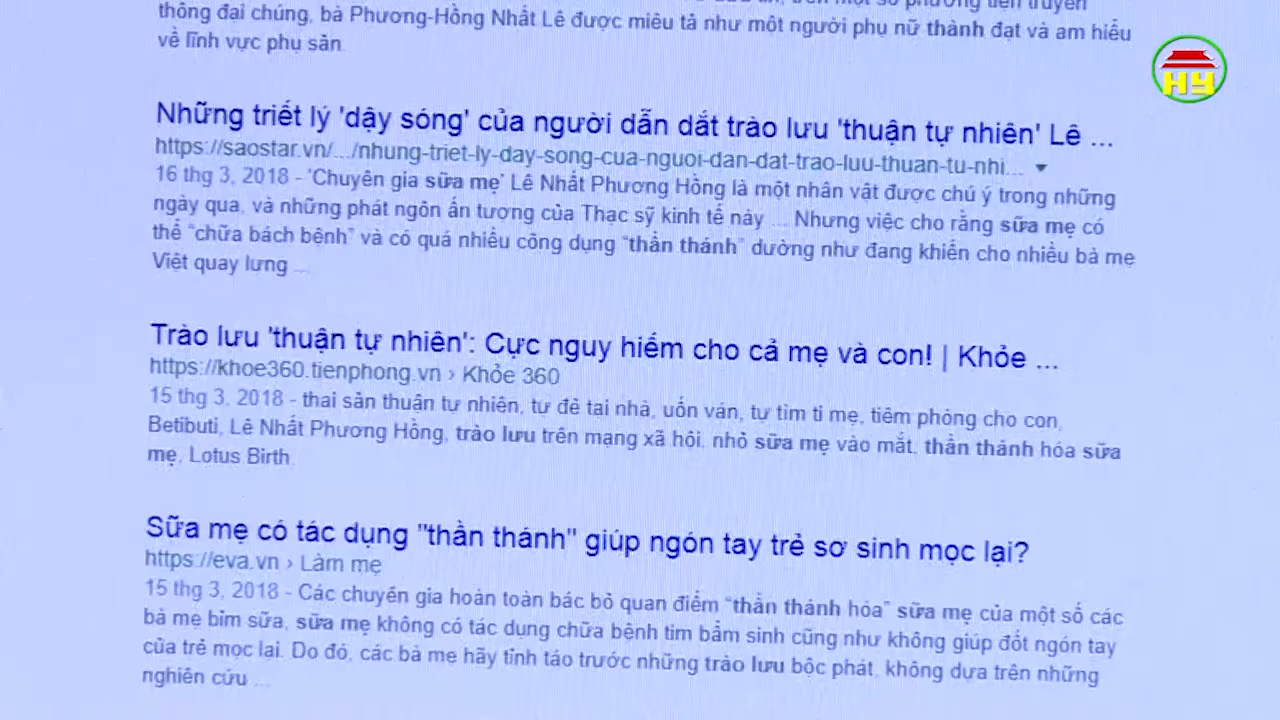 thông đại chúng, bà Phương-Hồng Nhất Lê được miêu tả như một người phụ nữ thành đạt và am hiểu
về lĩnh vực phụ sản.
HY
Những triết lý 'dậy sóng' của người dẫn dắt trào lưu 'thuận tự nhiên' Lê ...
https://saostar.vn/.../nhung-triet-ly-day-song-cua-nguoi-dan-dat-trao-luu-thuan-tu-nhi...
16 thg 3, 2018 - 'Chuyên gia sữa mẹ' Lê Nhất Phương Hồng là một nhân vật được chú ý trong những
ngày qua, và những phát ngôn ấn tượng của Thạc sỹ kinh tế này ... Nhưng việc cho rằng sữa mẹ có
thể "chữa bách bệnh" và có quá nhiều công dụng "thần thánh" dường như đang khiến cho nhiều bà mẹ
Việt quay lưng ...
Trào lưu 'thuận tự nhiên': Cực nguy hiểm cho cả mẹ và con! | Khỏe ...
https://khoe360.tienphong.vn › Khỏe 360
15 thg 3, 2018 - thai sản thuận tự nhiên, tự đẻ tại nhà, uốn ván, tự tìm ti mẹ, tiêm phòng cho con,
Betibuti, Lê Nhất Phương Hồng, trào lưu trên mạng xã hội, nhỏ sữa mẹ vào mắt, thần thánh hóa sữa
mẹ, Lotus Birth.
Sữa mẹ có tác dụng "thần thánh" giúp ngón tay trẻ sơ sinh mọc lại?
https://eva.vn › Làm mẹ
15 thg 3, 2018 - Các chuyên gia hoàn toàn bác bỏ quan điểm "thần thánh hóa" sữa mẹ của một số các
bà mẹ bỉm sữa, sữa mẹ không có tác dụng chữa bệnh tim bẩm sinh cũng như không giúp đốt ngón tay
của trẻ mọc lại. Do đó, các bà mẹ hãy tỉnh táo trước những trào lưu bộc phát, không dựa trên những
nghiên cứu ...